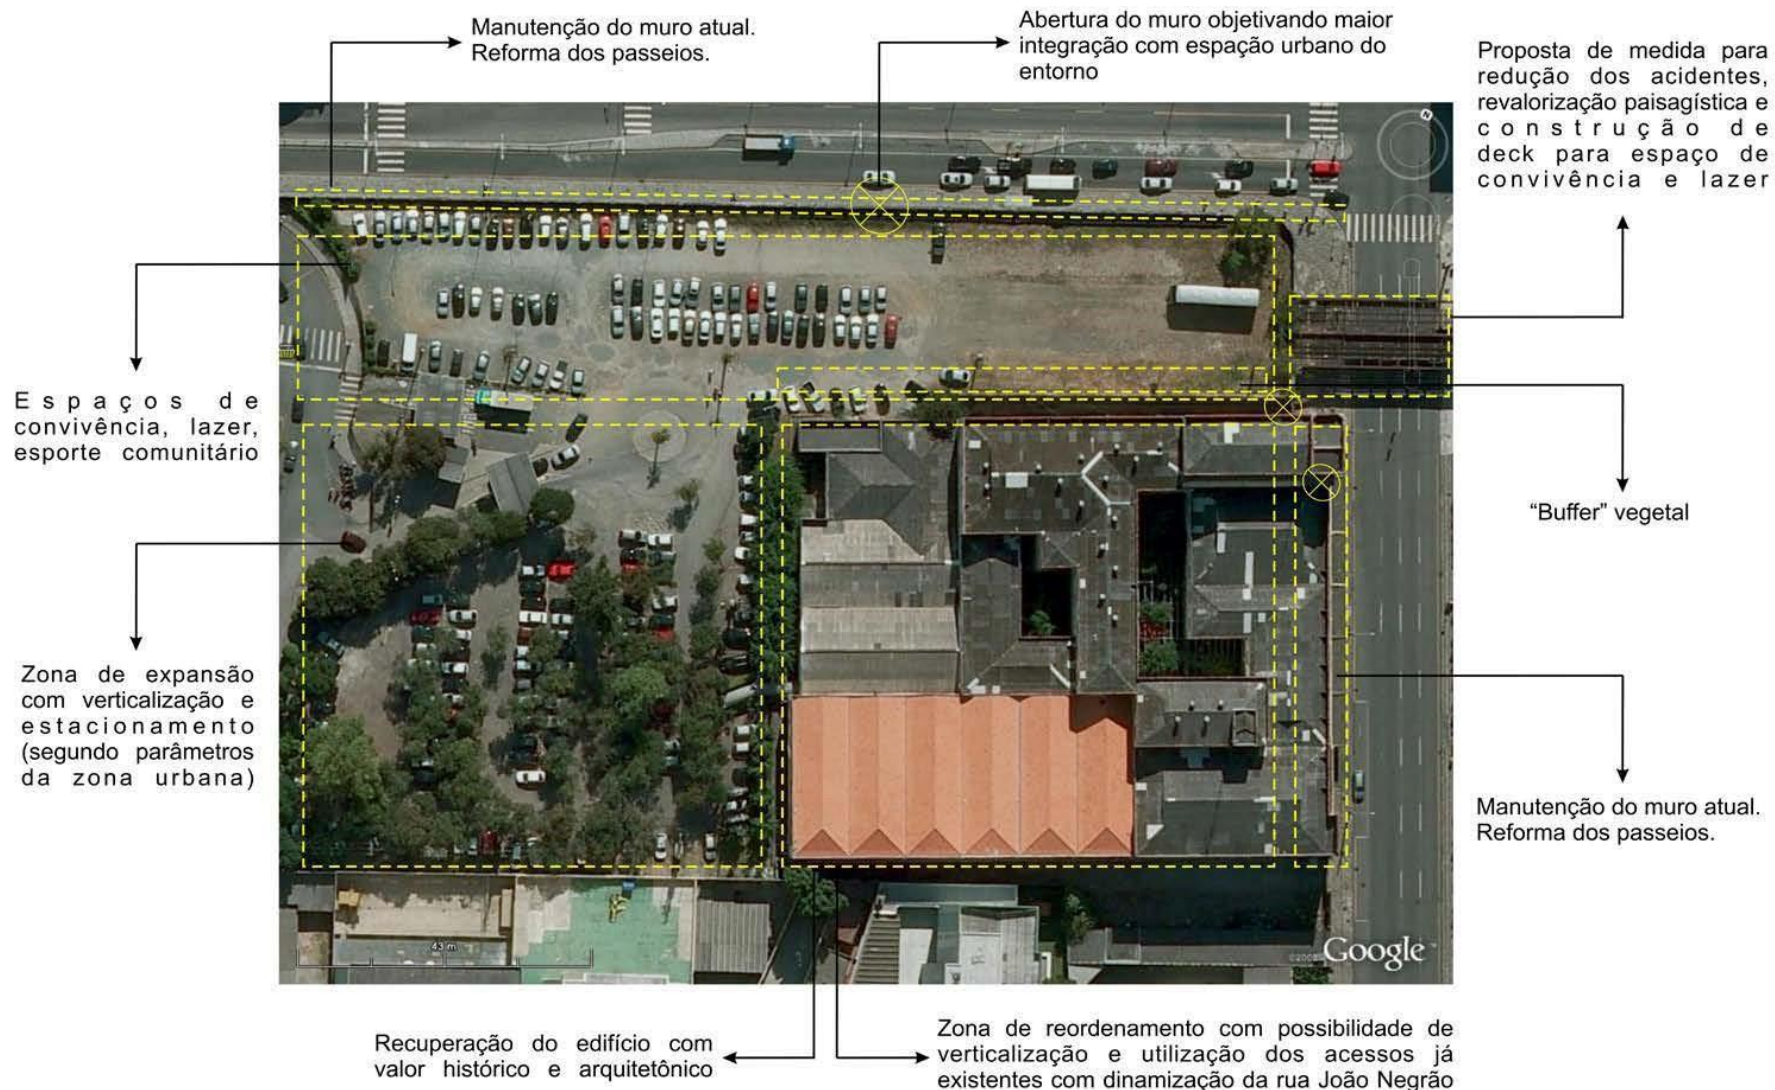 Manutenção do muro atual.
Reforma dos passeios.
Abertura do muro objetivando maior
integração com espação urbano do
entorno
Proposta de medida para
redução dos acidentes,
revalorização paisagística e
construção de
deck para espaço de
convivência e lazer
N
Espaços de
convivência, lazer,
esporte comunitário
“Buffer” vegetal
Zona de expansão
com verticalização e
estacionamento
(segundo parâmetros
da zona urbana)
Manutenção do muro atual.
Reforma dos passeios.
43 m
©2008 Google
Recuperação do edifício com
valor histórico e arquitetônico
Zona de reordenamento com possibilidade de
verticalização e utilização dos acessos já
existentes com dinamização da rua João Negrão